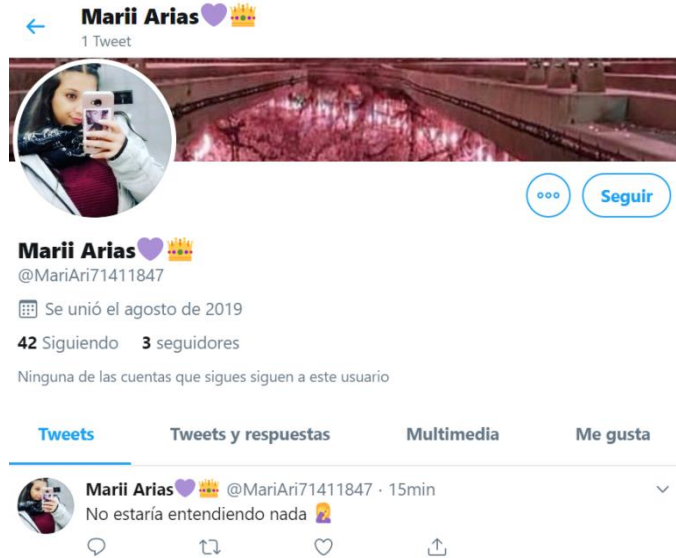 Marii Arias💜👑
1 Tweet
Seguir
Marii Arias💜👑
@MariAri71411847
Se unió el agosto de 2019
42 Siguiendo 3 seguidores
Ninguna de las cuentas que sigues siguen a este usuario
Tweets Tweets y respuestas Multimedia Me gusta
Marii Arias💜👑 @MariAri71411847 · 15min
No estaría entendiendo nada 🤦‍♀️